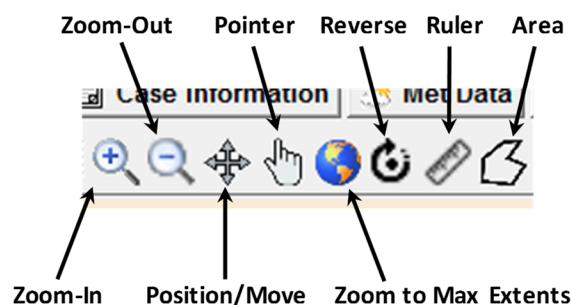 Zoom-Out Pointer Reverse Ruler Area
Case Information Met Data
Zoom-In Position/Move Zoom to Max Extents